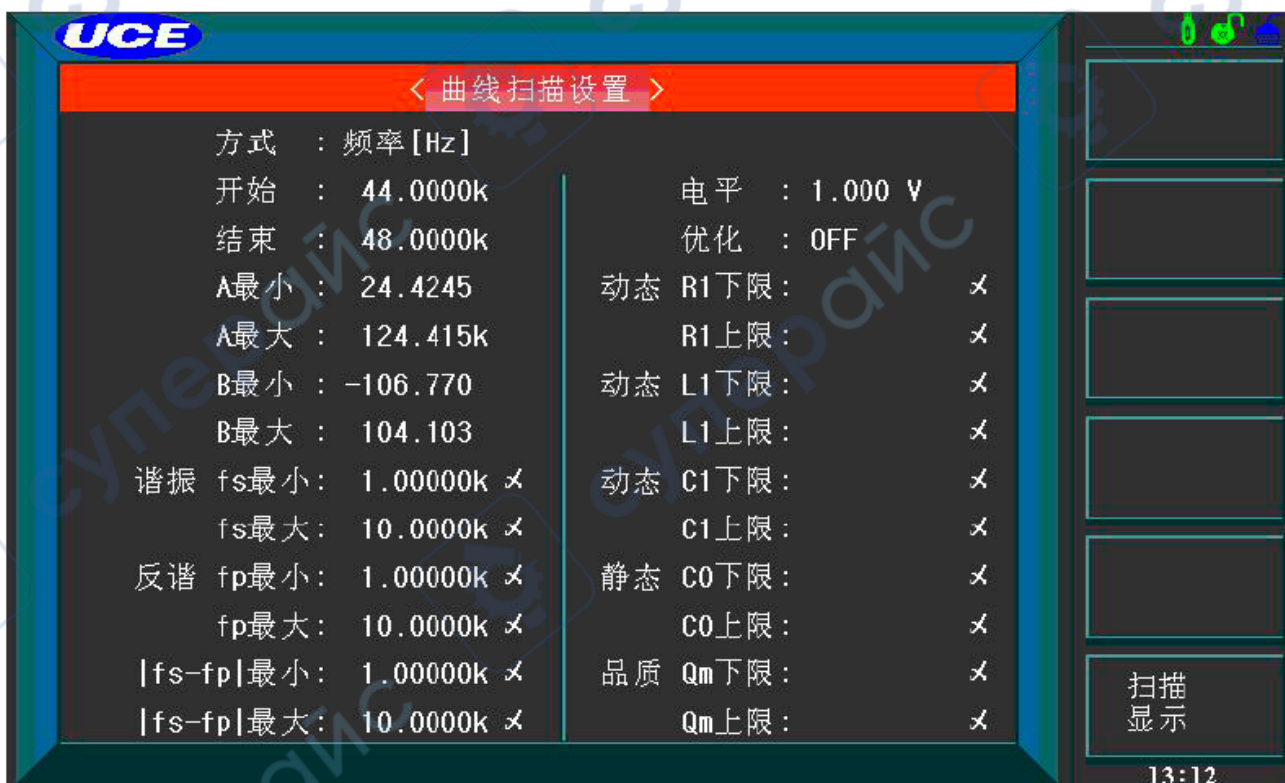 UCE
< 曲线扫描设置 >
方式 : 频率[Hz]
开始 : 44.0000k 电平 : 1.000 V
结束 : 48.0000k 优化 : OFF
A最小 : 24.4245 动态 R1下限: ✗
A最大 : 124.415k R1上限: ✗
B最小 : -106.770 动态 L1下限: ✗
B最大 : 104.103 L1上限: ✗
谐振 fs最小: 1.00000k ✗ 动态 C1下限: ✗
fs最大: 10.0000k ✗ C1上限: ✗
反谐 fp最小: 1.00000k ✗ 静态 C0下限: ✗
fp最大: 10.0000k ✗ C0上限: ✗
|fs-fp|最小: 1.00000k ✗ 品质 Qm下限: ✗
|fs-fp|最大: 10.0000k ✗ Qm上限: ✗
扫描
显示
13:12
суперайс